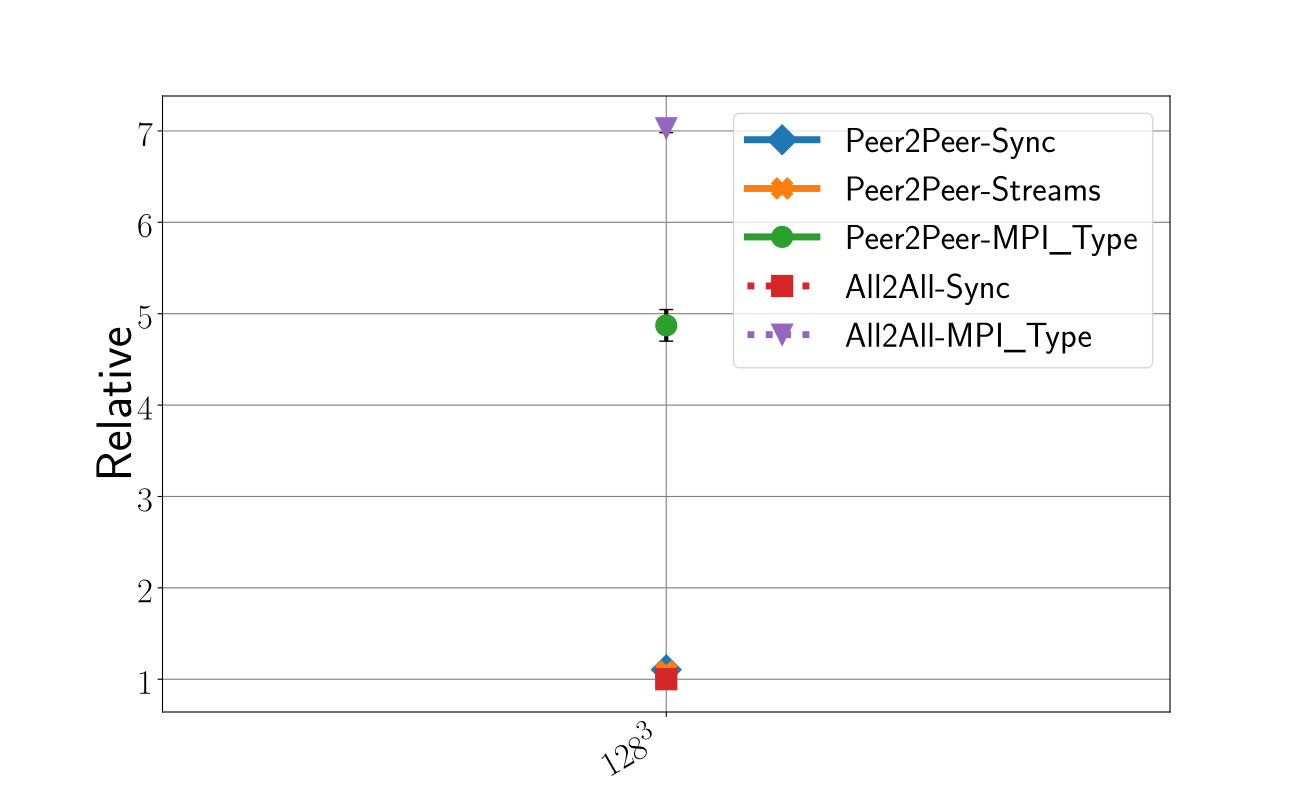 Relative
7
6
5
4
3
2
1
128³
Peer2Peer-Sync
Peer2Peer-Streams
Peer2Peer-MPI_Type
All2All-Sync
All2All-MPI_Type